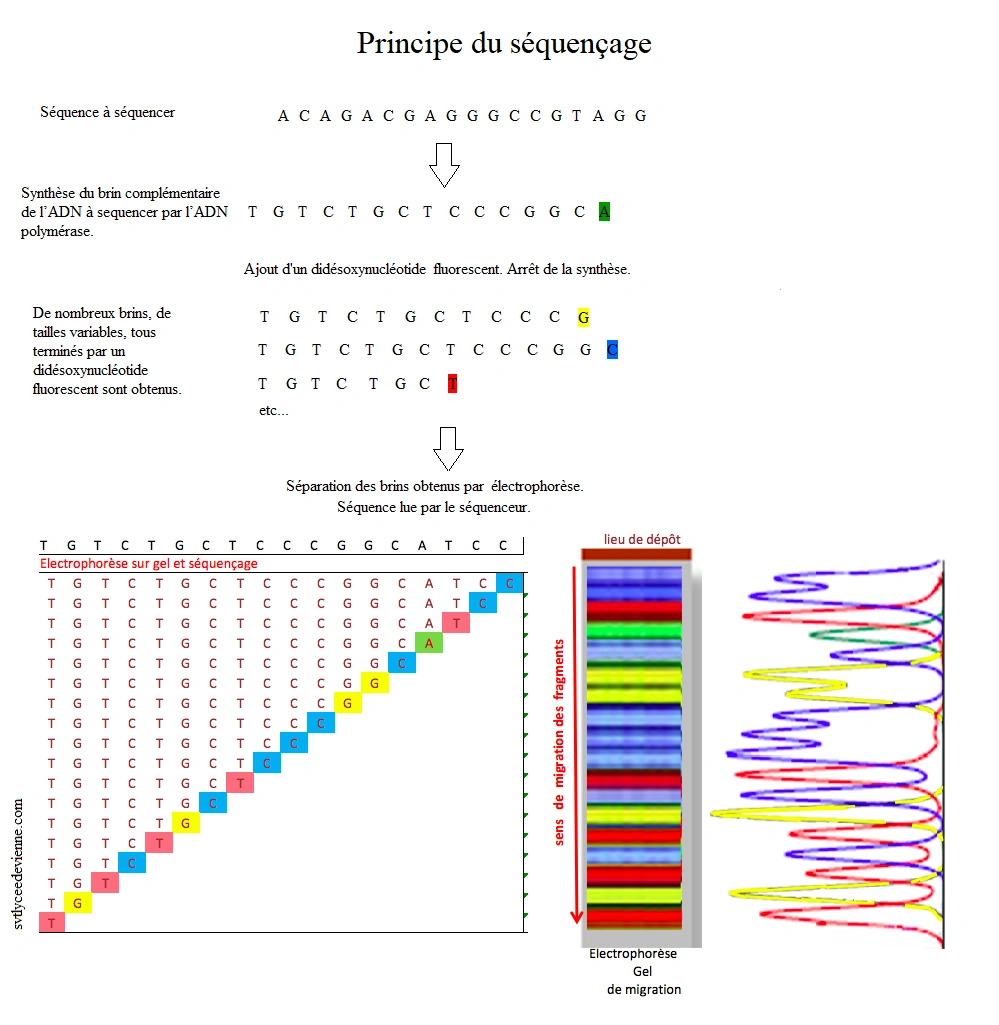 Principe du séquençage
Séquence à séquencer
A C A G A C G A G G G C C G T A G G
Synthèse du brin complémentaire
de l'ADN à sequencer par l'ADN
polymérase.
T G T C T G C T C C C G G C A
Ajout d'un didésoxynucléotide fluorescent. Arrêt de la synthèse.
De nombreux brins, de
tailles variables, tous
terminés par un
didésoxynucléotide
fluorescent sont obtenus.
T G T C T G C T C C C G
T G T C T G C T C C C G G C
T G T C T G C T
etc...
Séparation des brins obtenus par électrophorèse.
Séquence lue par le séquenceur.
T G T C T G C T C C C G G C A T C C
Electrophorèse sur gel et séquençage
T G T C T G C T C C C G G C A T C C
T G T C T G C T C C C G G C A T C
T G T C T G C T C C C G G C A T
T G T C T G C T C C C G G C A
T G T C T G C T C C C G G C
T G T C T G C T C C C G G
T G T C T G C T C C C G
T G T C T G C T C C C
T G T C T G C T C C
T G T C T G C T C
T G T C T G C T
T G T C T G C
T G T C T G
T G T C T
T G T C
T G T
T G
T
svtlyceedevienne.com
lieu de dépôt
sens de migration des fragments
Electrophorèse
Gel
de migration